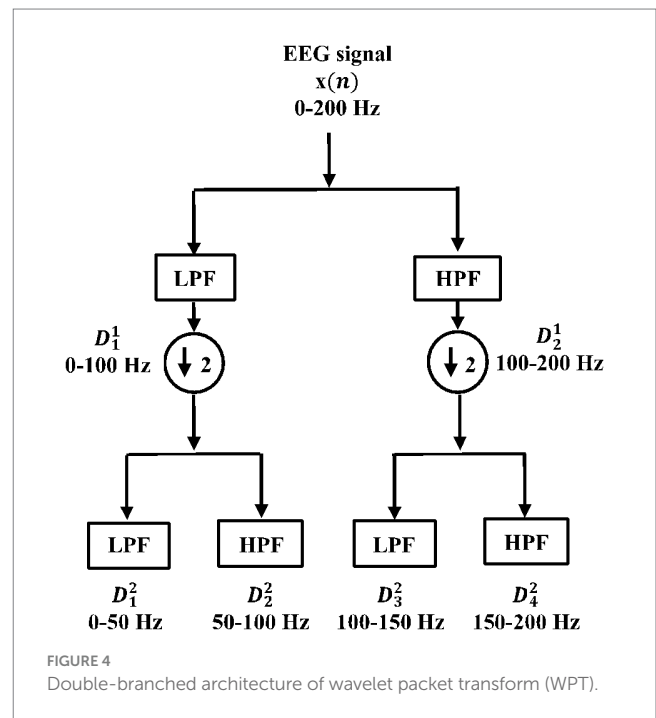 EEG signal
x(n)
0-200 Hz
LPF
HPF
D₁¹
0-100 Hz
↓ 2
↓ 2
D₂¹
100-200 Hz
LPF
HPF
LPF
HPF
D₁²
0-50 Hz
D₂²
50-100 Hz
D₃²
100-150 Hz
D₄²
150-200 Hz
FIGURE 4
Double-branched architecture of wavelet packet transform (WPT).